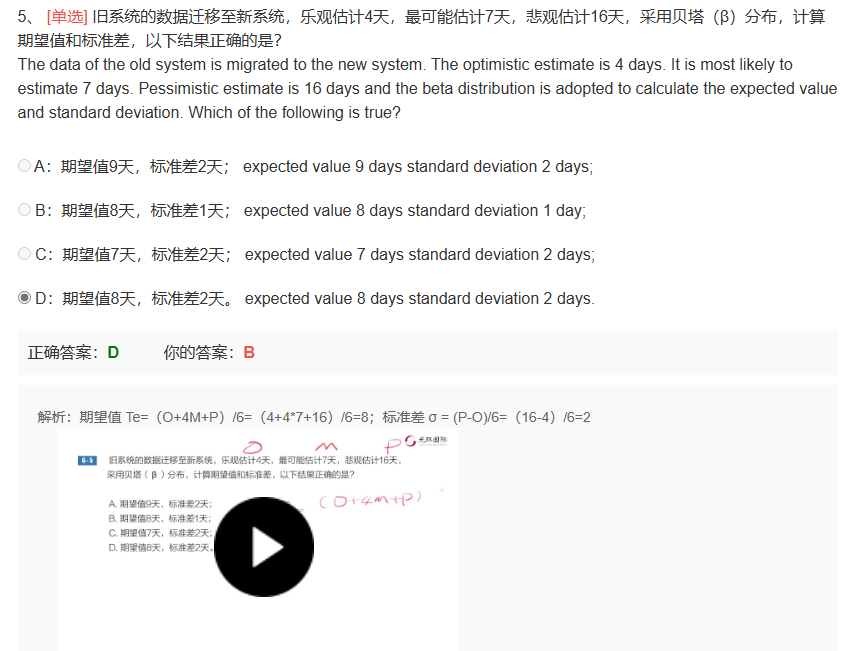 5、 [单选] 旧系统的数据迁移至新系统，乐观估计4天，最可能估计7天，悲观估计16天，采用贝塔（β）分布，计算
期望值和标准差，以下结果正确的是？
The data of the old system is migrated to the new system. The optimistic estimate is 4 days. It is most likely to
estimate 7 days. Pessimistic estimate is 16 days and the beta distribution is adopted to calculate the expected value
and standard deviation. Which of the following is true?
A：期望值9天，标准差2天； expected value 9 days standard deviation 2 days;
B：期望值8天，标准差1天； expected value 8 days standard deviation 1 day;
C：期望值7天，标准差2天； expected value 7 days standard deviation 2 days;
D：期望值8天，标准差2天。 expected value 8 days standard deviation 2 days.
正确答案：D 你的答案：B
解析：期望值 Te=（O+4M+P）/6=（4+4*7+16）/6=8；标准差 σ = (P-O)/6=（16-4）/6=2
O M P 光环国际
6-5 旧系统的数据迁移至新系统，乐观估计4天，最可能估计7天，悲观估计16天，
采用贝塔（β）分布，计算期望值和标准差，以下结果正确的是？
(O+4M+P)
A. 期望值9天，标准差2天；
B. 期望值8天，标准差1天；
C. 期望值7天，标准差2天；
D. 期望值8天，标准差2天。